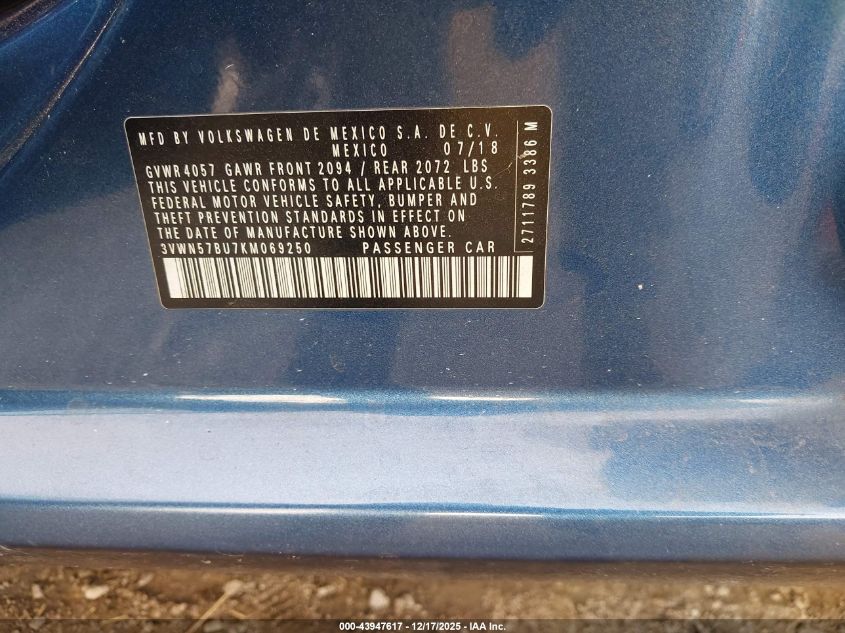 MFD BY VOLKSWAGEN DE MEXICO S.A. DE C.V.
MEXICO 07/18
GVWR 4057 GAWR FRONT 2094 / REAR 2072 LBS
THIS VEHICLE CONFORMS TO ALL APPLICABLE U.S.
FEDERAL MOTOR VEHICLE SAFETY, BUMPER AND
THEFT PREVENTION STANDARDS IN EFFECT ON
THE DATE OF MANUFACTURE SHOWN ABOVE.
3VWN57BU7KM069250 PASSENGER CAR
2711789 3386 M
000-43947617 - 12/17/2025 - IAA Inc.